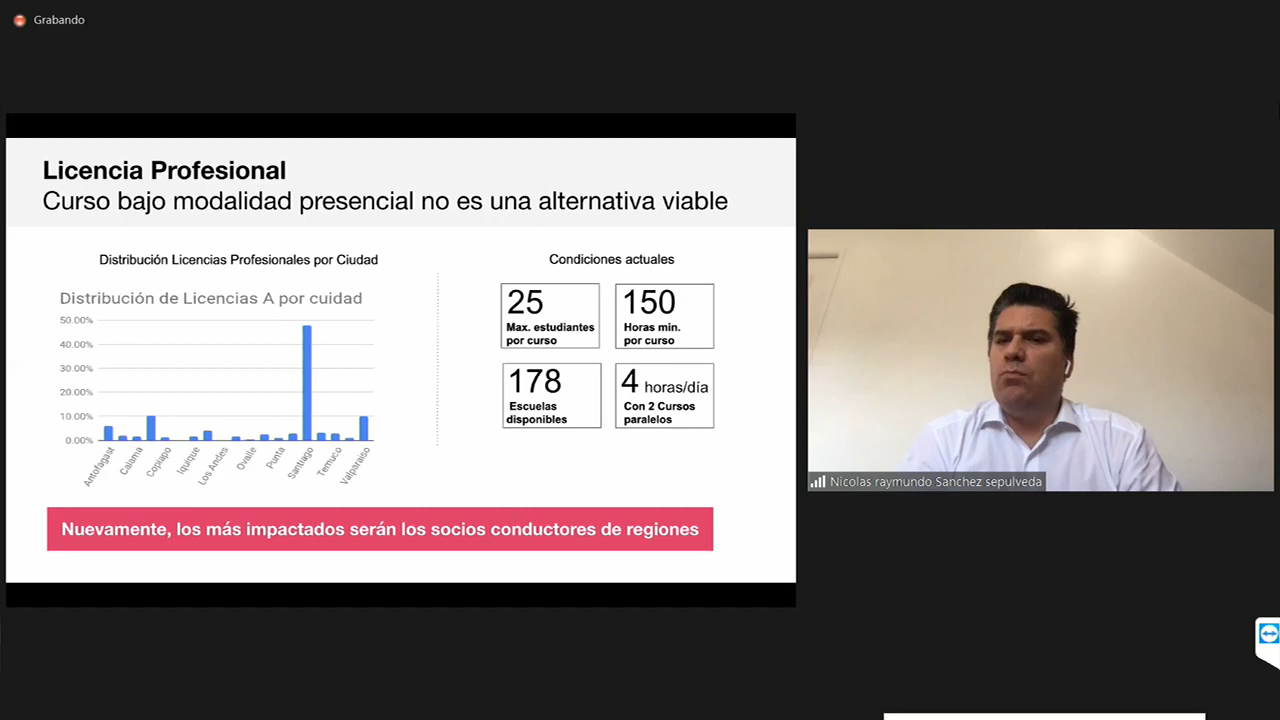 Grabando
Licencia Profesional
Curso bajo modalidad presencial no es una alternativa viable
Distribución Licencias Profesionales por Ciudad
Distribución de Licencias A por cuidad
50.00%
40.00%
30.00%
20.00%
10.00%
0.00%
Antofagast
Calama
Copiapo
Iquique
Los Andes
Ovalle
Punta
Santiago
Temuco
Valparaiso
Condiciones actuales
25
Max. estudiantes
por curso
150
Horas min.
por curso
178
Escuelas
disponibles
4 horas/día
Con 2 Cursos
paralelos
Nuevamente, los más impactados serán los socios conductores de regiones
Nicolas raymundo Sanchez sepulveda